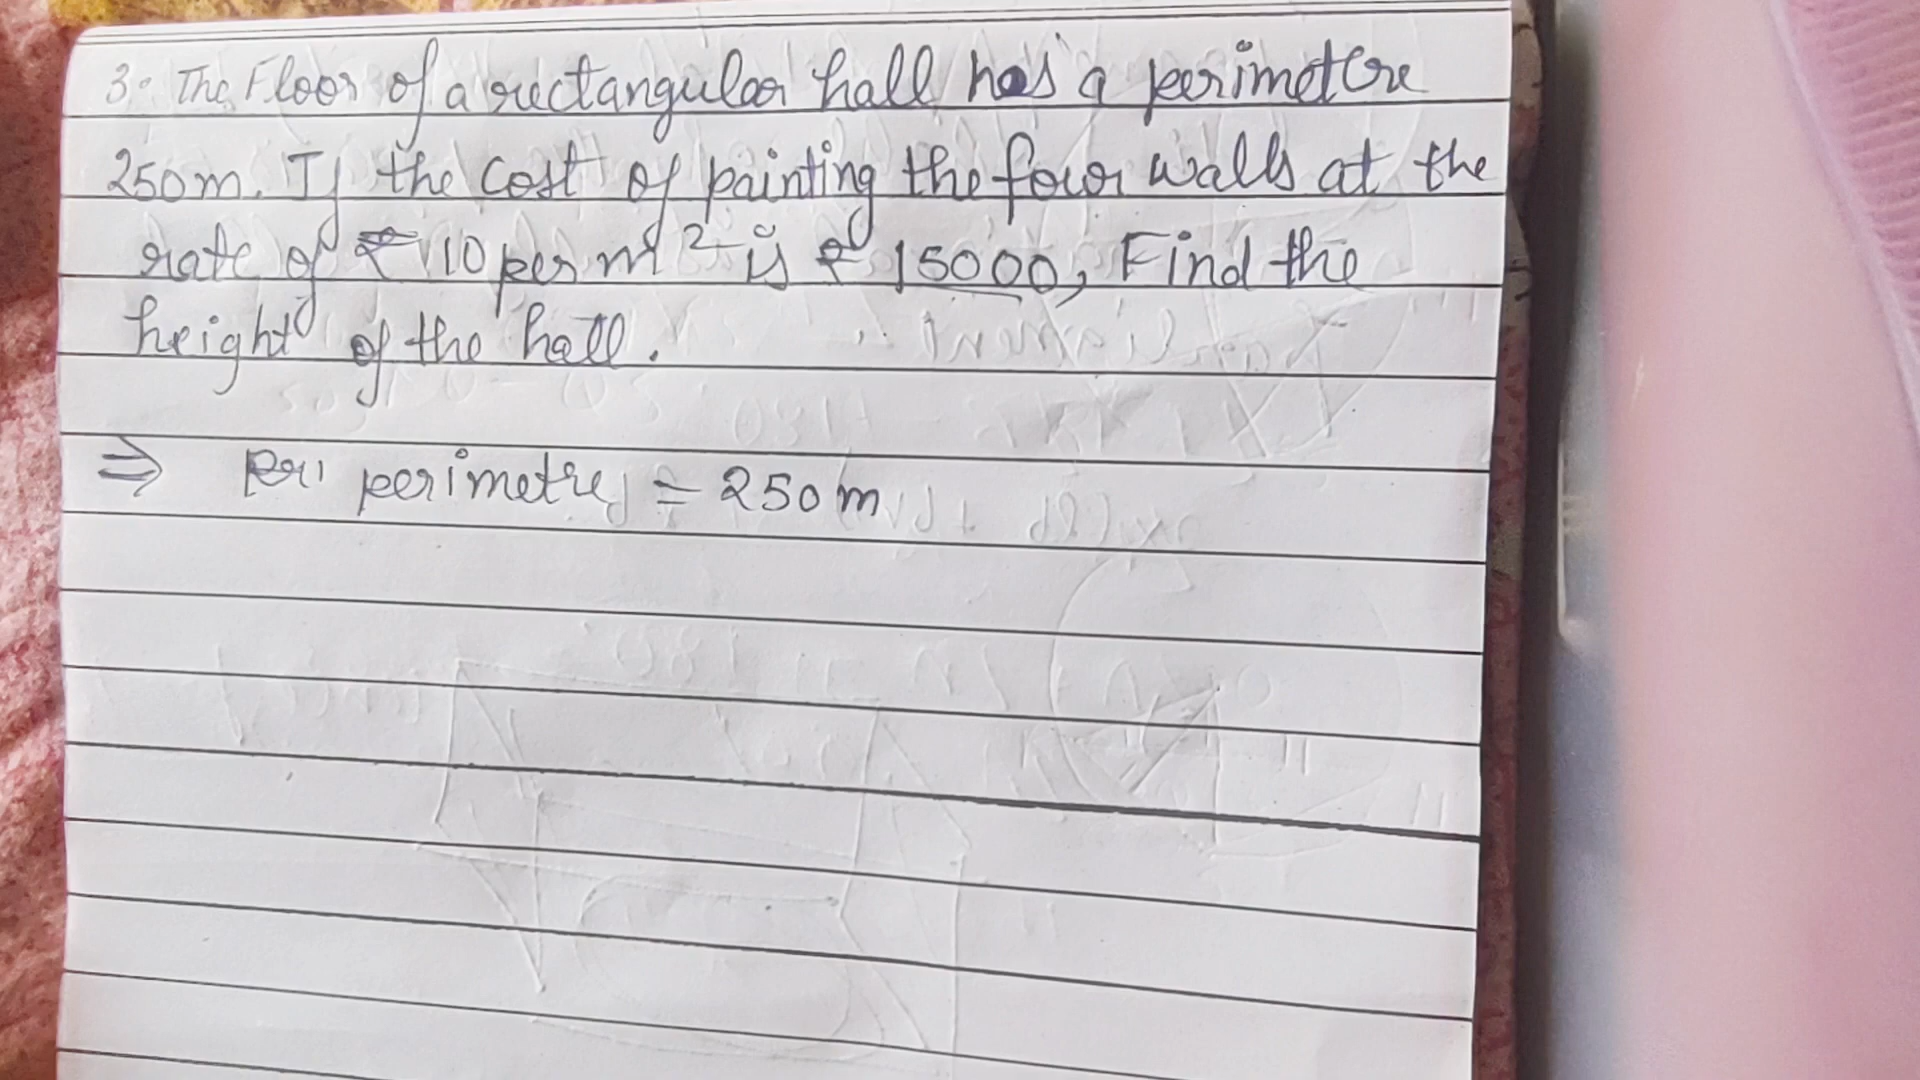 3. The Floor of a rectangular hall has a perimetre
250m. If the cost of painting the four walls at the
rate of ₹ 10 per m² is ₹ 15000, Find the
height of the hall.
⇒ perimetre = 250m